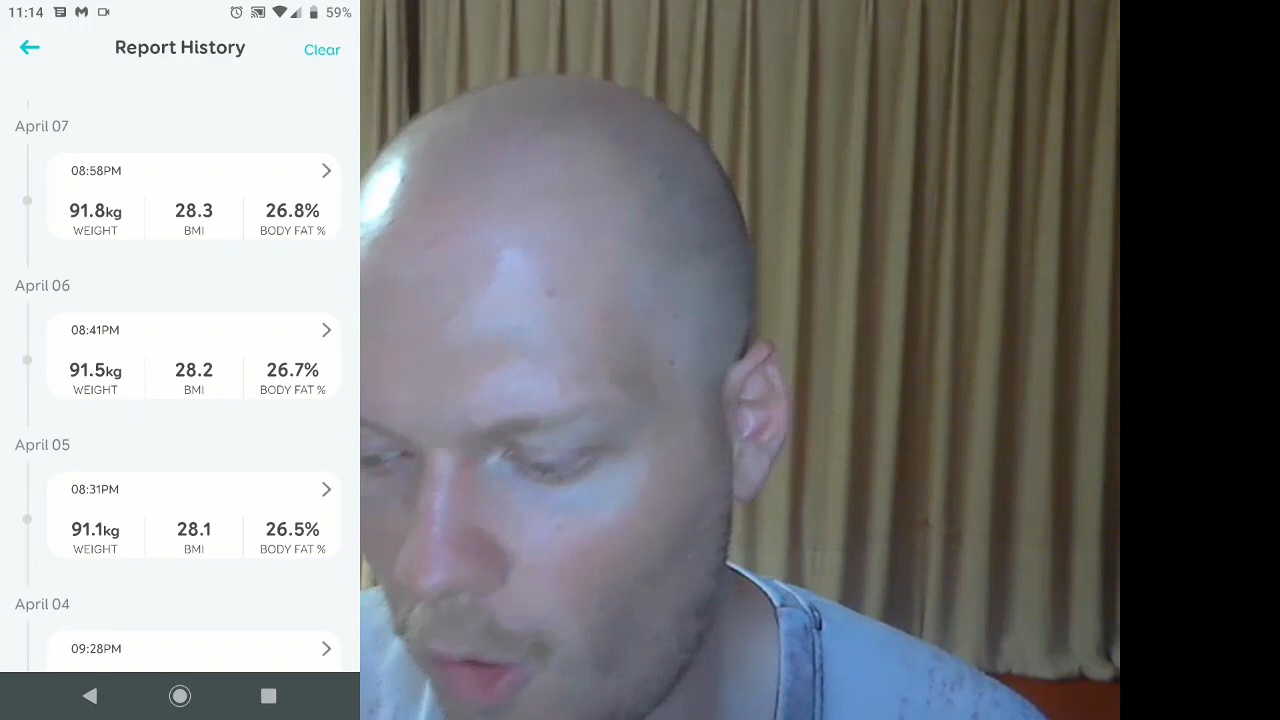 11:14 59%
Report History Clear
April 07
08:58PM
91.8kg 28.3 26.8%
WEIGHT BMI BODY FAT %
April 06
08:41PM
91.5kg 28.2 26.7%
WEIGHT BMI BODY FAT %
April 05
08:31PM
91.1kg 28.1 26.5%
WEIGHT BMI BODY FAT %
April 04
09:28PM